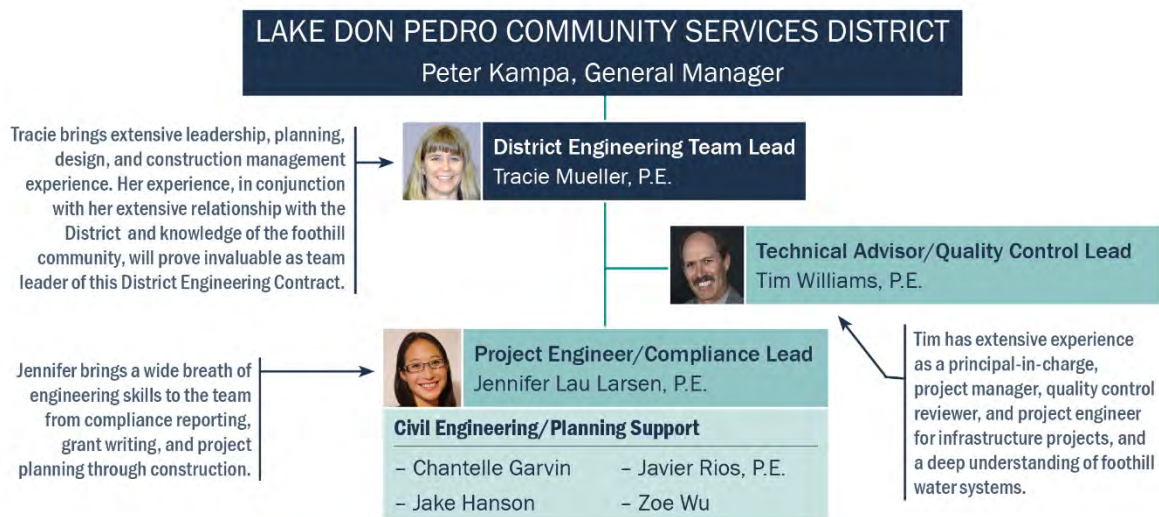 LAKE DON PEDRO COMMUNITY SERVICES DISTRICT
Peter Kampa, General Manager
Tracie brings extensive leadership, planning,
design, and construction management
experience. Her experience, in conjunction
with her extensive relationship with the
District and knowledge of the foothill
community, will prove invaluable as team
leader of this District Engineering Contract.
District Engineering Team Lead
Tracie Mueller, P.E.
Technical Advisor/Quality Control Lead
Tim Williams, P.E.
Tim has extensive experience
as a principal-in-charge,
project manager, quality control
reviewer, and project engineer
for infrastructure projects, and
a deep understanding of foothill
water systems.
Jennifer brings a wide breath of
engineering skills to the team
from compliance reporting,
grant writing, and project
planning through construction.
Project Engineer/Compliance Lead
Jennifer Lau Larsen, P.E.
Civil Engineering/Planning Support
– Chantelle Garvin
– Javier Rios, P.E.
– Jake Hanson
– Zoe Wu